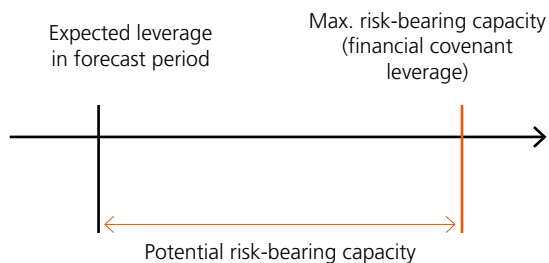 Expected leverage
in forecast period
Max. risk-bearing capacity
(financial covenant
leverage)
Potential risk-bearing capacity